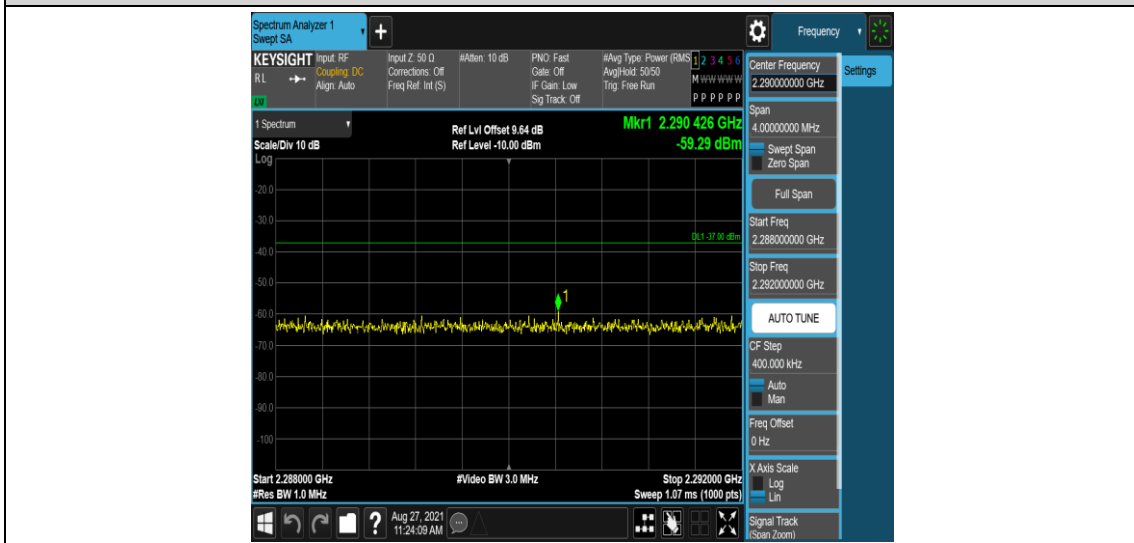 Spectrum Analyzer 1
Swept SA
+
Frequency
KEYSIGHT
RL
LXI
Input: RF
Coupling: DC
Align: Auto
Input Z: 50 Ω
Corrections: Off
Freq Ref: Int (S)
#Atten: 10 dB
PNO: Fast
Gate: Off
IF Gain: Low
Sig Track: Off
#Avg Type: Power (RMS
Avg|Hold: 50/50
Trig: Free Run
1 2 3 4 5 6
M W W W W W
P P P P P P
1 Spectrum
Scale/Div 10 dB
Ref Lvl Offset 9.64 dB
Ref Level -10.00 dBm
Mkr1 2.290 426 GHz
-59.29 dBm
Log
-20.0
-30.0
DL1 -37.00 dBm
-40.0
-50.0
1
-60.0
-70.0
-80.0
-90.0
-100
Start 2.288000 GHz
#Res BW 1.0 MHz
#Video BW 3.0 MHz
Stop 2.292000 GHz
Sweep 1.07 ms (1000 pts)
?
Aug 27, 2021
11:24:09 AM
Center Frequency
2.290000000 GHz
Settings
Span
4.00000000 MHz
Swept Span
Zero Span
Full Span
Start Freq
2.288000000 GHz
Stop Freq
2.292000000 GHz
AUTO TUNE
CF Step
400.000 kHz
Auto
Man
Freq Offset
0 Hz
X Axis Scale
Log
Lin
Signal Track
(Span Zoom)